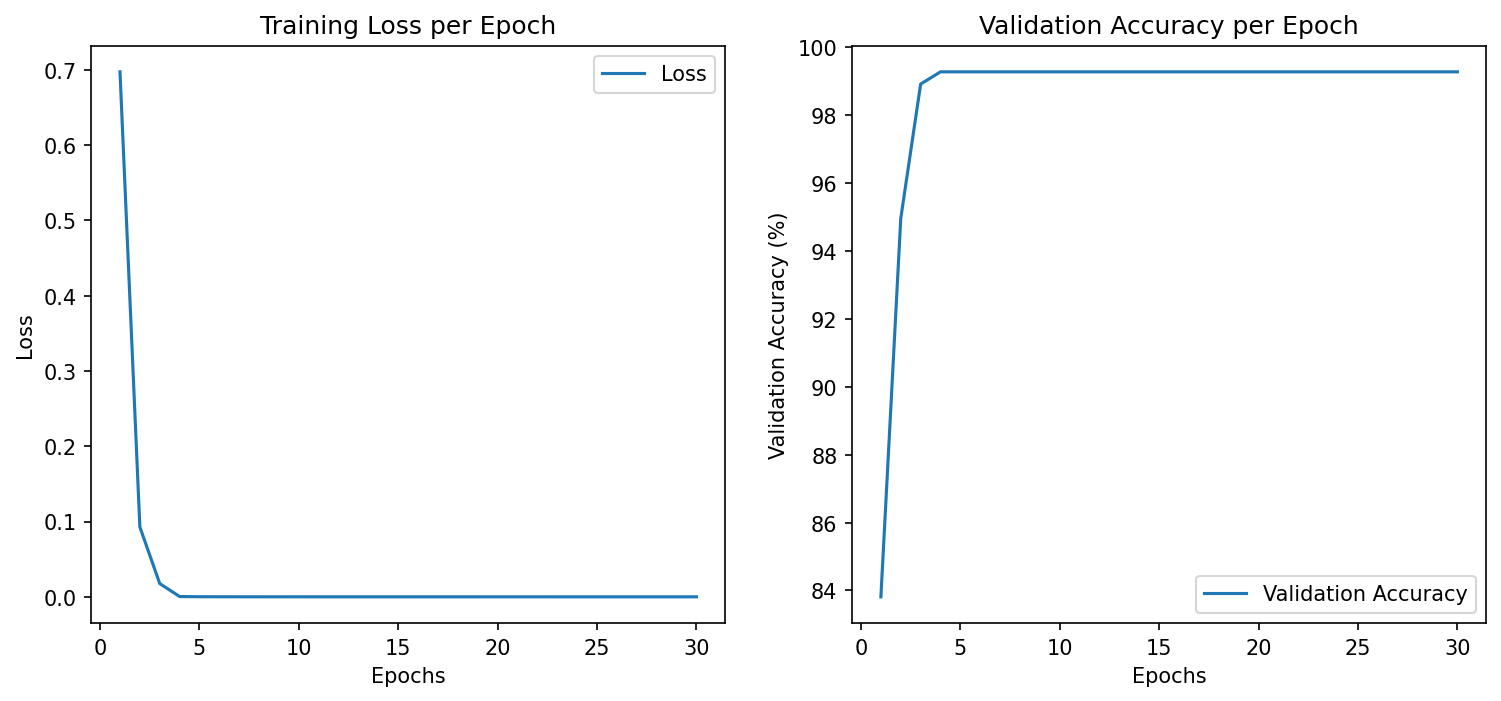 Training Loss per Epoch
Loss
0.7
0.6
0.5
0.4
0.3
0.2
0.1
0.0
Loss
0 5 10 15 20 25 30
Epochs
Validation Accuracy per Epoch
100
98
96
94
92
90
88
86
84
Validation Accuracy (%)
Validation Accuracy
0 5 10 15 20 25 30
Epochs